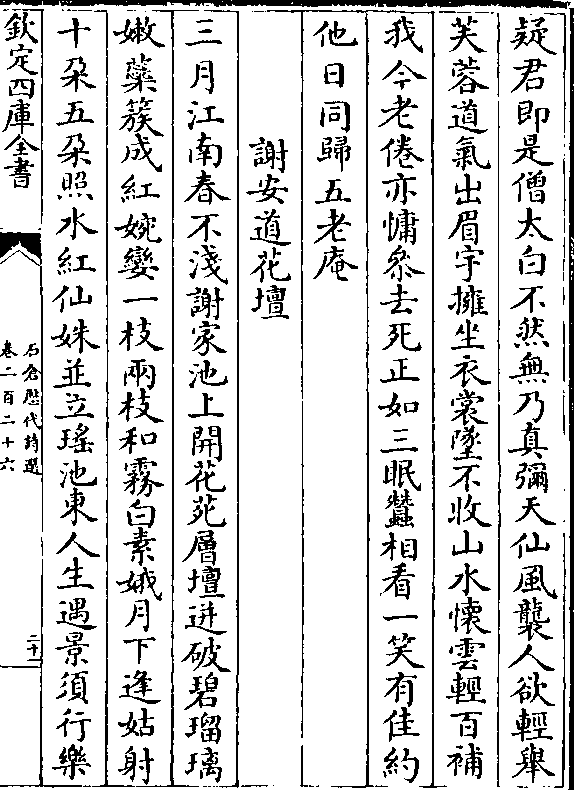 疑君即是僧太白不然無乃真彌天仙風襲人欲輕舉
芙蓉道氣出眉宇擁坐衣裳墜不收山水懷雲輕百補
我今老倦亦慵叅去死正如三眠蠶相看一笑有佳約
他日同歸五老庵
謝安道花壇
三月江南春不淺謝家池上開花苑層壇迸破碧瑠璃
嫩蘂簇成紅婉孌一枝兩枝和霧白素娥月下逢姑射
十朶五朶照水紅仙姝並立瑤池東人生遇景須行樂
欽定四庫全書
石倉歷代詩選
卷二百二十六
二十一